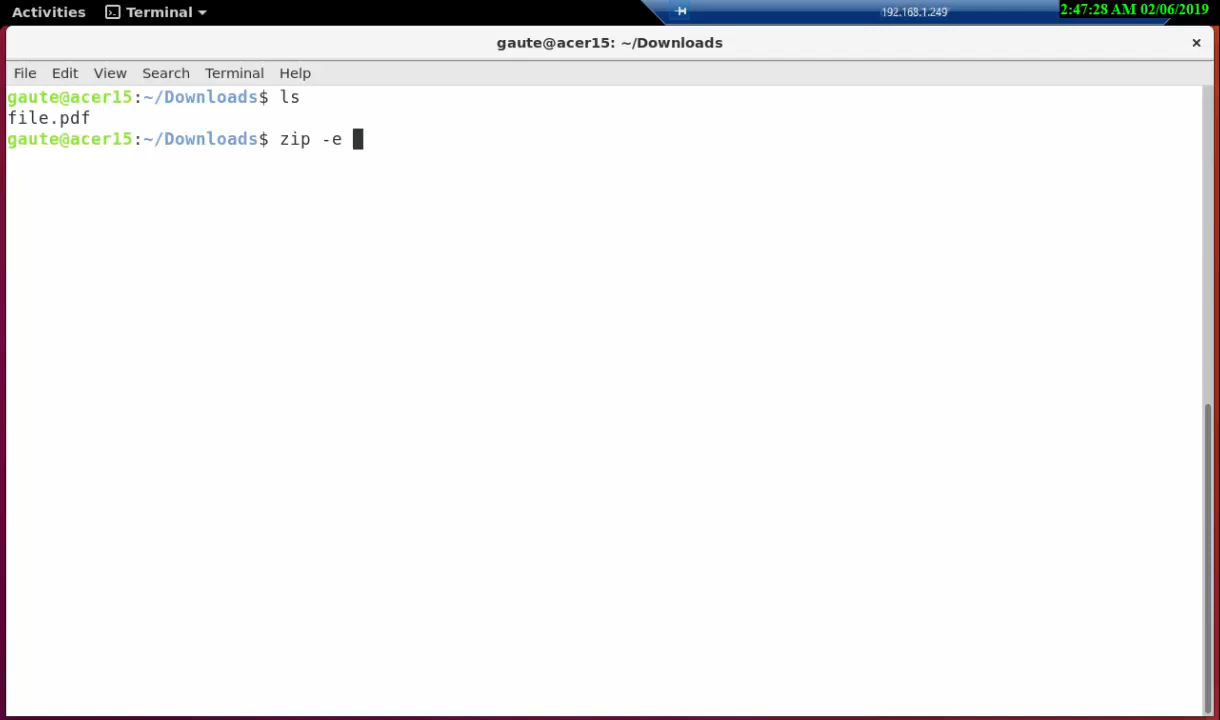 Activities Terminal 192.168.1.249 2:47:28 AM 02/06/2019
gaute@acer15: ~/Downloads ×
File Edit View Search Terminal Help
gaute@acer15:~/Downloads$ ls
file.pdf
gaute@acer15:~/Downloads$ zip -e